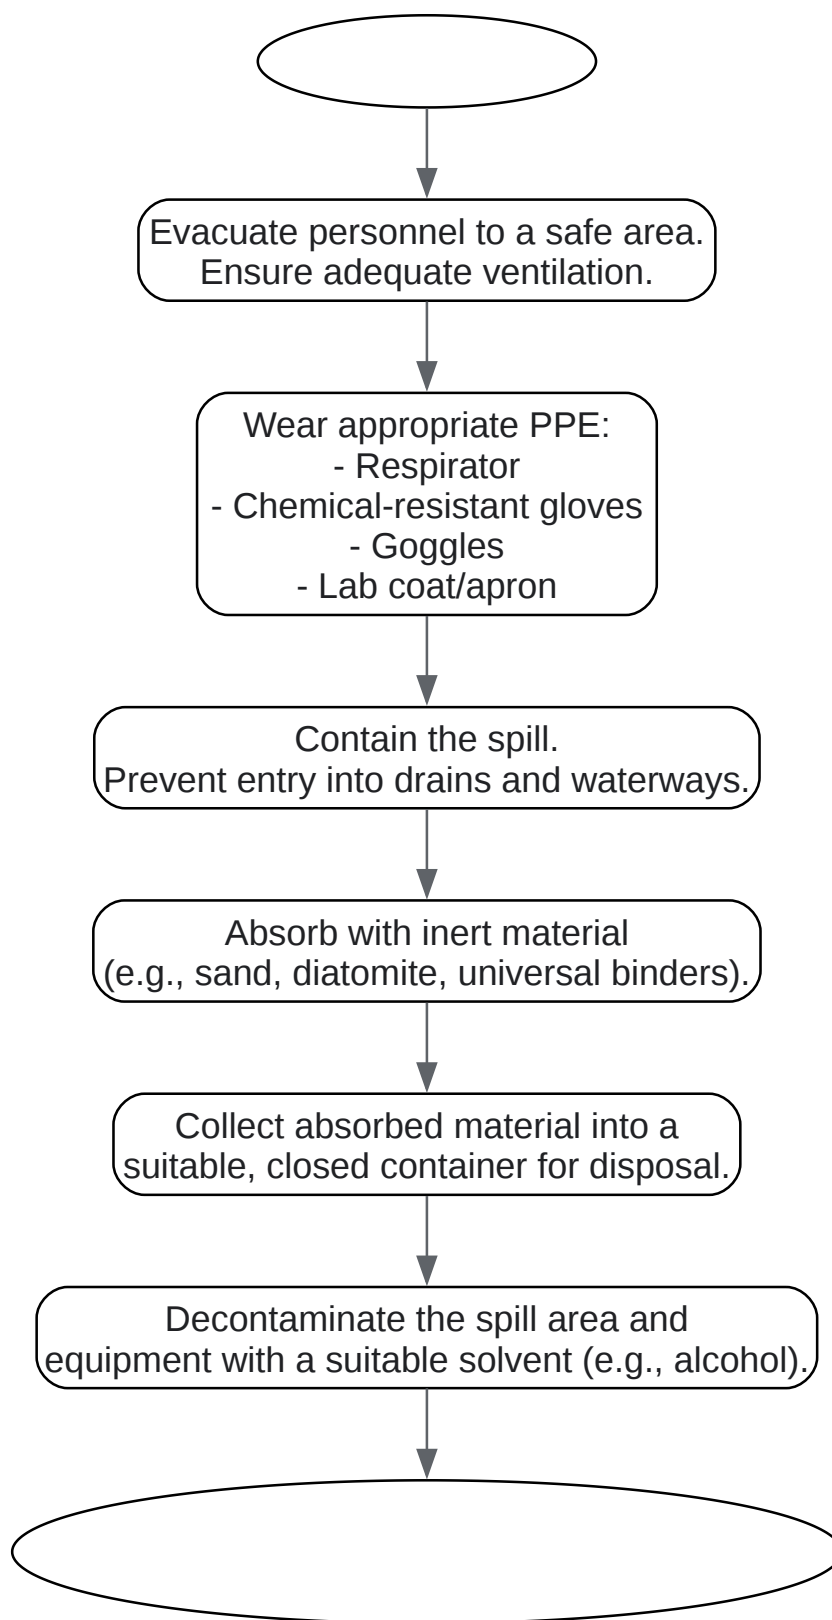 Evacuate personnel to a safe area.
Ensure adequate ventilation.
Wear appropriate PPE:
- Respirator
- Chemical-resistant gloves
- Goggles
- Lab coat/apron
Contain the spill.
Prevent entry into drains and waterways.
Absorb with inert material
(e.g., sand, diatomite, universal binders).
Collect absorbed material into a
suitable, closed container for disposal.
Decontaminate the spill area and
equipment with a suitable solvent (e.g., alcohol).